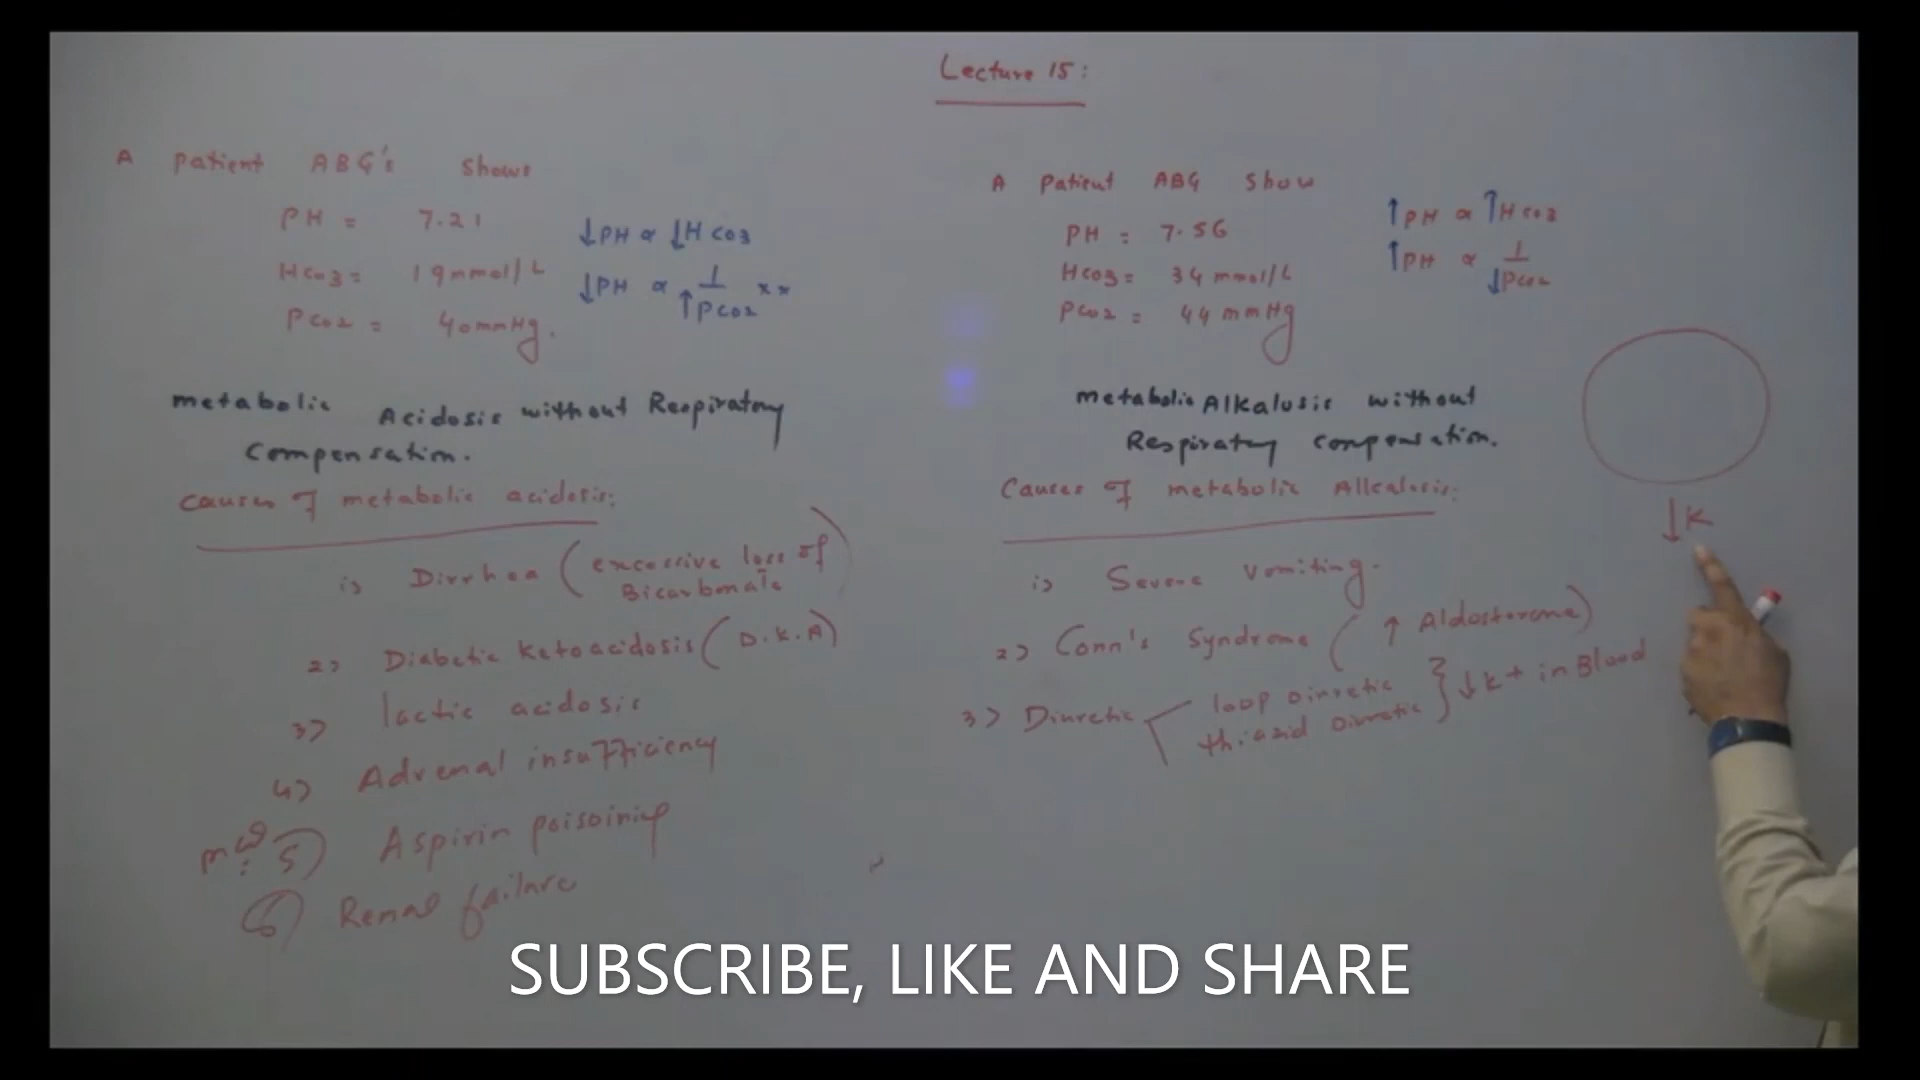 Lecture 15:
A patient ABG's shows
PH = 7.21
HCO3 = 19mmol/L
PCO2 = 40mmHg.
↓PH ∝ ↓HCO3
↓PH ∝ 1/↑PCO2 xx
metabolic Acidosis without Respiratory
Compensation.
causes of metabolic acidosis:
1) Dirrhea (excessive loss of
Bicarbonate)
2) Diabetic Ketoacidosis (D.K.A)
3) lactic acidosis
4) Adrenal insufficiency
5) Aspirin poisoinig
6) Renal failure
A Patient ABG Show
PH = 7.56
HCO3 = 34 mmol/L
PCO2 = 44 mmHg
↑PH ∝ ↑HCO3
↑PH ∝ 1/↓PCO2
metabolic Alkalosis without
Respiratory compensation.
Causes of metabolic Alkalosis:
1) Severe vomiting.
2) Conn's Syndrome (↑ Aldosterone)
3) Diuretic loop Diuretic
thiazid Diuretic } ↓K+ in Blood
↓K
SUBSCRIBE, LIKE AND SHARE